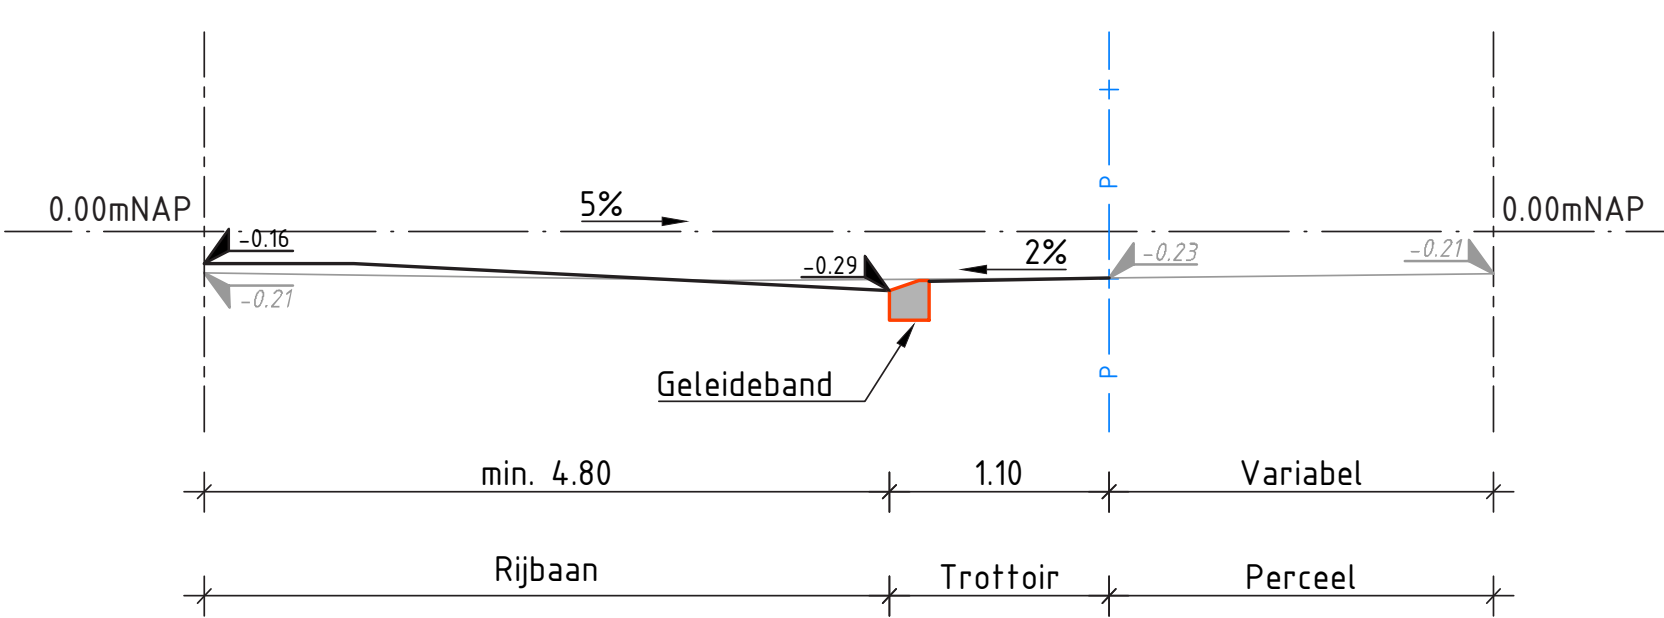 P
0.00mNAP
5%
0.00mNAP
-0.16
-0.29
2%
-0.23
-0.21
-0.21
Geleideband
P
min. 4.80
1.10
Variabel
Rijbaan
Trottoir
Perceel